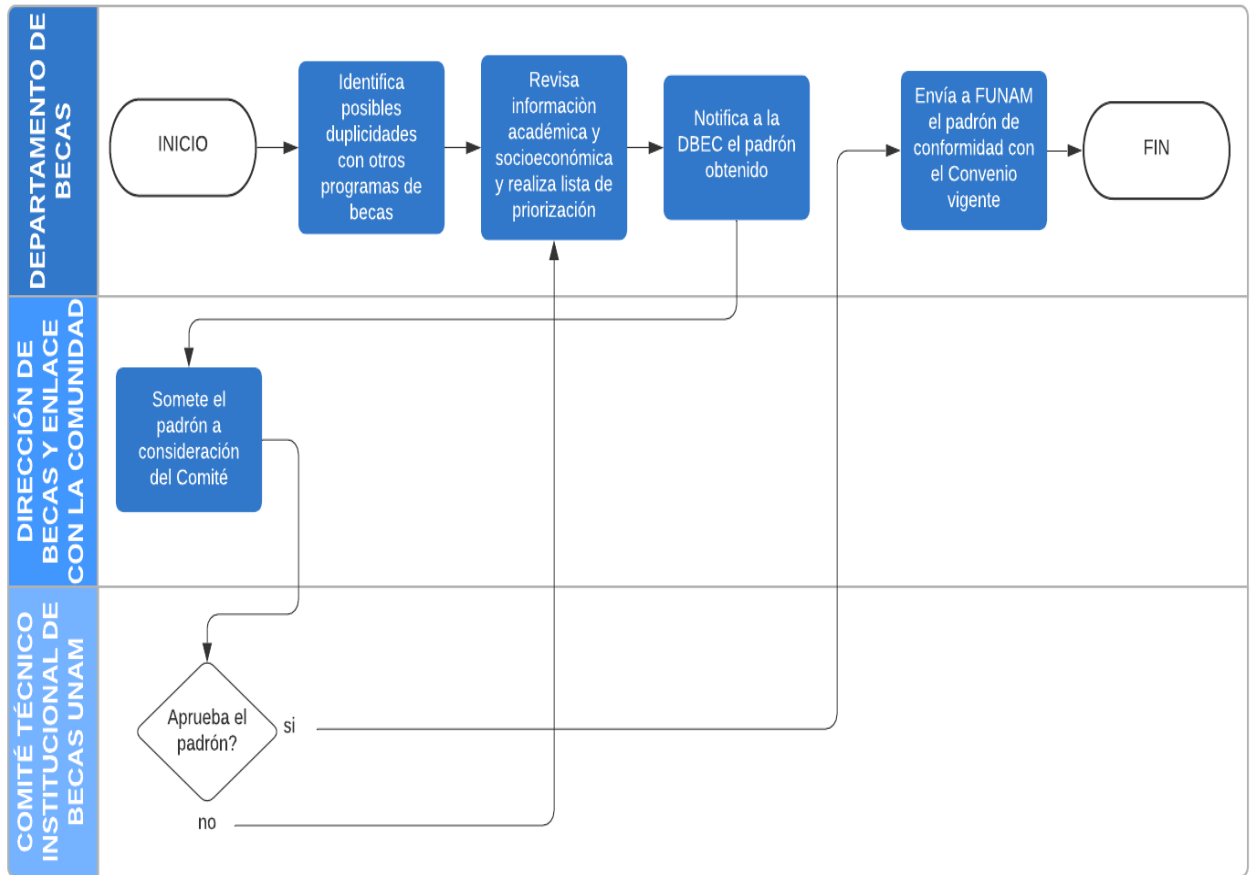 DEPARTAMENTO DE
BECAS
INICIO
Identifica
posibles
duplicidades
con otros
programas de
becas
Revisa
informaciòn
académica y
socioeconómica
y realiza lista de
priorización
Notifica a la
DBEC el padrón
obtenido
Envía a FUNAM
el padrón de
conformidad con
el Convenio
vigente
FIN
DIRECCIÓN DE
BECAS Y ENLACE
CON LA COMUNIDAD
Somete el
padrón a
consideración
del Comité
COMITÉ TÉCNICO
INSTITUCIONAL DE
BECAS UNAM
Aprueba el
padrón?
si
no